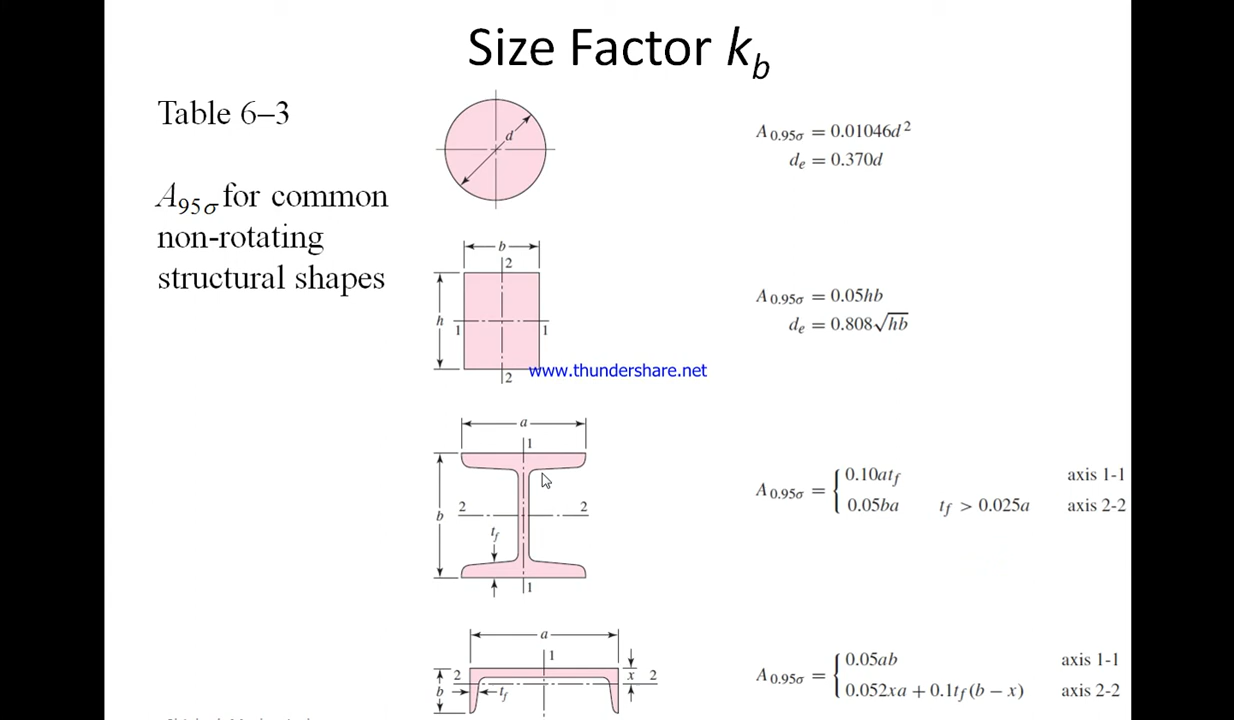 Size Factor k_b
Table 6–3
A_95σ for common
non-rotating
structural shapes
d
A_0.95σ = 0.01046d^2
d_e = 0.370d
b
2
h
1
1
2
A_0.95σ = 0.05hb
d_e = 0.808√hb
www.thundershare.net
a
1
b
2
2
t_f
1
A_0.95σ = { 0.10at_f axis 1-1
0.05ba t_f > 0.025a axis 2-2
a
1
2
x
2
b
t_f
A_0.95σ = { 0.05ab axis 1-1
0.052xa + 0.1t_f(b − x) axis 2-2